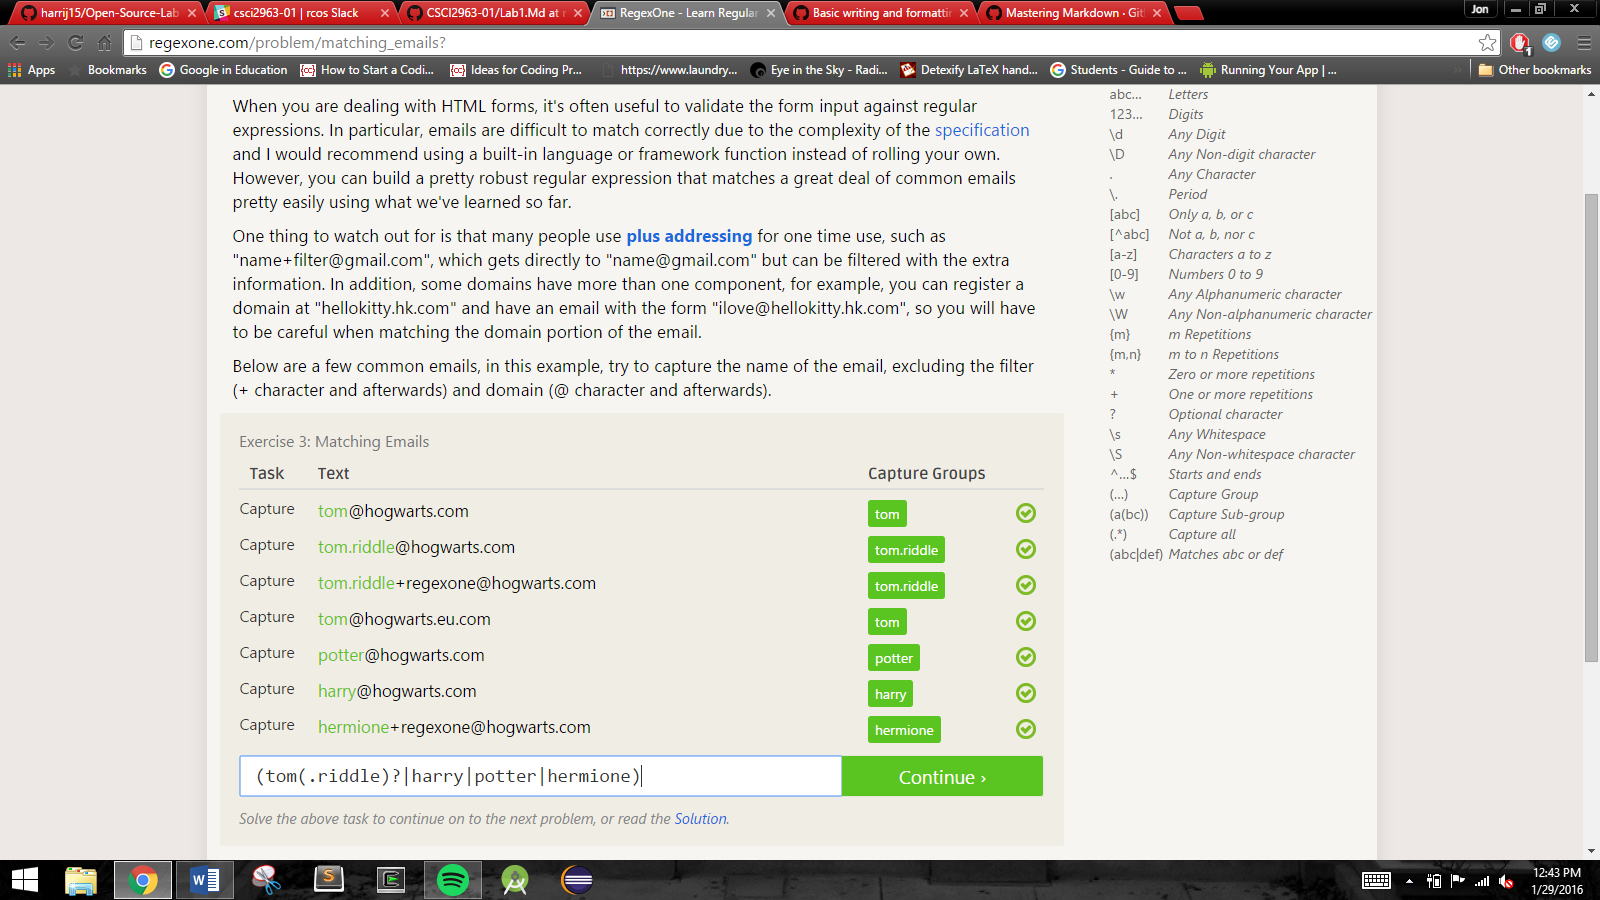 harrij15/Open-Source-Lab
csci2963-01 | rcos Slack
CSCI2963-01/Lab1.Md at
RegexOne - Learn Regular
Basic writing and formattin
Mastering Markdown · Git
Jon
regexone.com/problem/matching_emails?
1
Apps
Bookmarks
Google in Education
How to Start a Codi...
Ideas for Coding Pr...
https://www.laundry...
Eye in the Sky - Radi...
Detexify LaTeX hand...
Students - Guide to ...
Running Your App | ...
Other bookmarks
When you are dealing with HTML forms, it's often useful to validate the form input against regular
expressions. In particular, emails are difficult to match correctly due to the complexity of the specification
and I would recommend using a built-in language or framework function instead of rolling your own.
However, you can build a pretty robust regular expression that matches a great deal of common emails
pretty easily using what we've learned so far.
One thing to watch out for is that many people use plus addressing for one time use, such as
"name+filter@gmail.com", which gets directly to "name@gmail.com" but can be filtered with the extra
information. In addition, some domains have more than one component, for example, you can register a
domain at "hellokitty.hk.com" and have an email with the form "ilove@hellokitty.hk.com", so you will have
to be careful when matching the domain portion of the email.
Below are a few common emails, in this example, try to capture the name of the email, excluding the filter
(+ character and afterwards) and domain (@ character and afterwards).
Exercise 3: Matching Emails
Task Text Capture Groups
Capture tom@hogwarts.com tom
Capture tom.riddle@hogwarts.com tom.riddle
Capture tom.riddle+regexone@hogwarts.com tom.riddle
Capture tom@hogwarts.eu.com tom
Capture potter@hogwarts.com potter
Capture harry@hogwarts.com harry
Capture hermione+regexone@hogwarts.com hermione
(tom(.riddle)?|harry|potter|hermione)
Continue ›
Solve the above task to continue on to the next problem, or read the Solution.
abc... Letters
123... Digits
\d Any Digit
\D Any Non-digit character
. Any Character
\. Period
[abc] Only a, b, or c
[^abc] Not a, b, nor c
[a-z] Characters a to z
[0-9] Numbers 0 to 9
\w Any Alphanumeric character
\W Any Non-alphanumeric character
{m} m Repetitions
{m,n} m to n Repetitions
* Zero or more repetitions
+ One or more repetitions
? Optional character
\s Any Whitespace
\S Any Non-whitespace character
^...$ Starts and ends
(...) Capture Group
(a(bc)) Capture Sub-group
(.*) Capture all
(abc|def) Matches abc or def
12:43 PM
1/29/2016